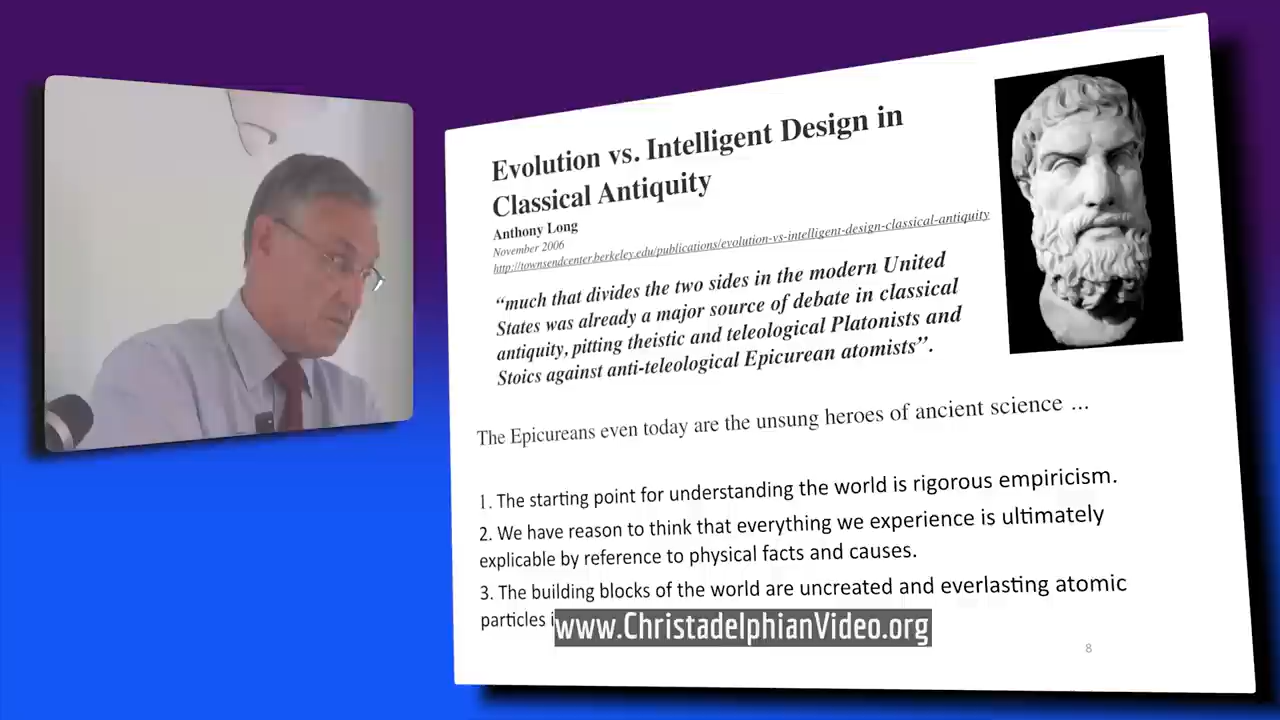 Evolution vs. Intelligent Design in
Classical Antiquity
Anthony Long
November 2006
http://townsendcenter.berkeley.edu/publications/evolution-vs-intelligent-design-classical-antiquity
“much that divides the two sides in the modern United
States was already a major source of debate in classical
antiquity, pitting theistic and teleological Platonists and
Stoics against anti-teleological Epicurean atomists”.
The Epicureans even today are the unsung heroes of ancient science ...
1. The starting point for understanding the world is rigorous empiricism.
2. We have reason to think that everything we experience is ultimately
explicable by reference to physical facts and causes.
3. The building blocks of the world are uncreated and everlasting atomic
particles
www.ChristadelphianVideo.org
8